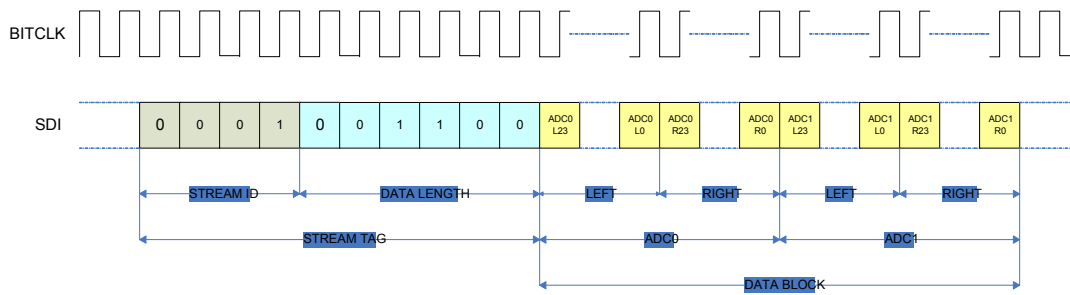 BITCLK
SDI
0 0 0 1 0 0 1 1 0 0
ADC0 L23
ADC0 L0
ADC0 R23
ADC0 R0
ADC1 L23
ADC1 L0
ADC1 R23
ADC1 R0
STREAM ID DATA LENGTH LEFT RIGHT LEFT RIGHT
STREAM TAG ADC0 ADC1
DATA BLOCK